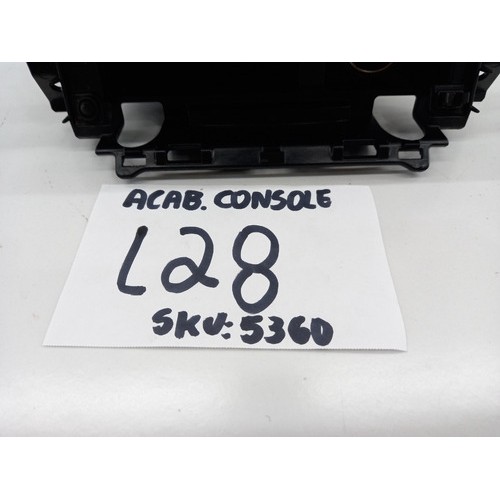 ACAB. CONSOLE
L28
SKU: 5360